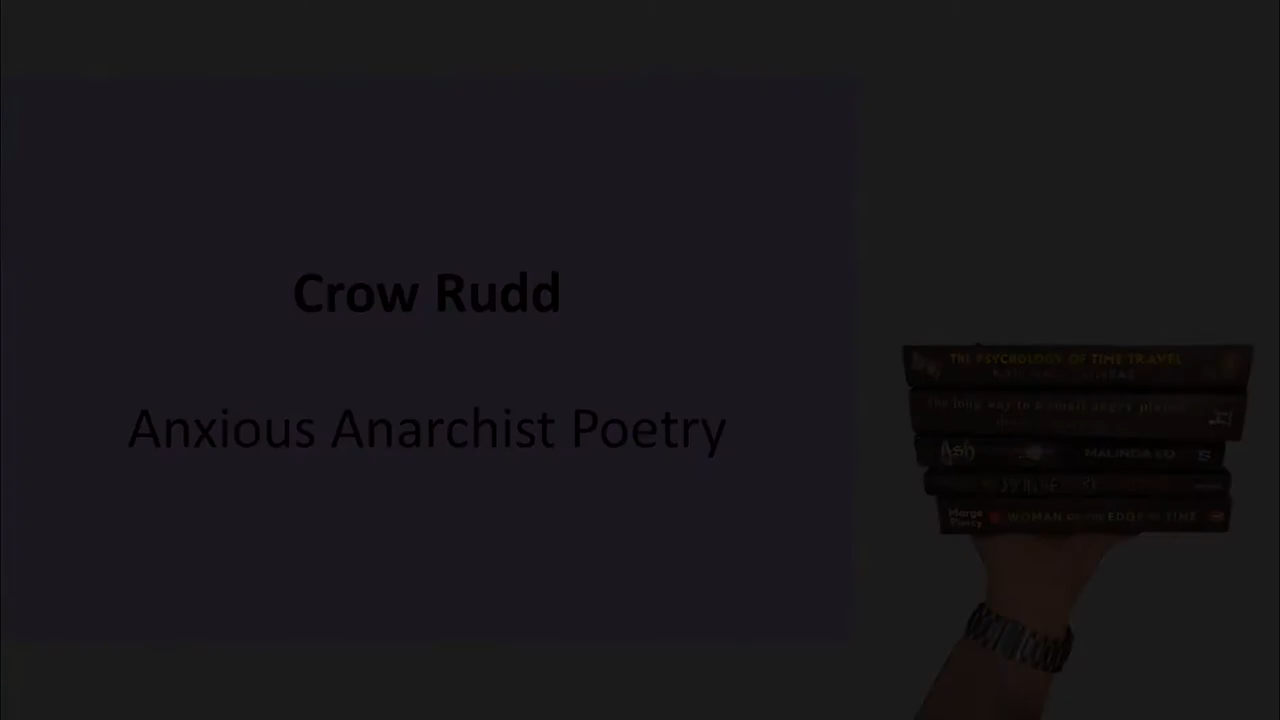 Crow Rudd
Anxious Anarchist Poetry
THE PSYCHOLOGY OF TIME TRAVEL
the long way to a small angry planet
Ash MALINDA LO
Marge Piercy WOMAN ON THE EDGE OF TIME